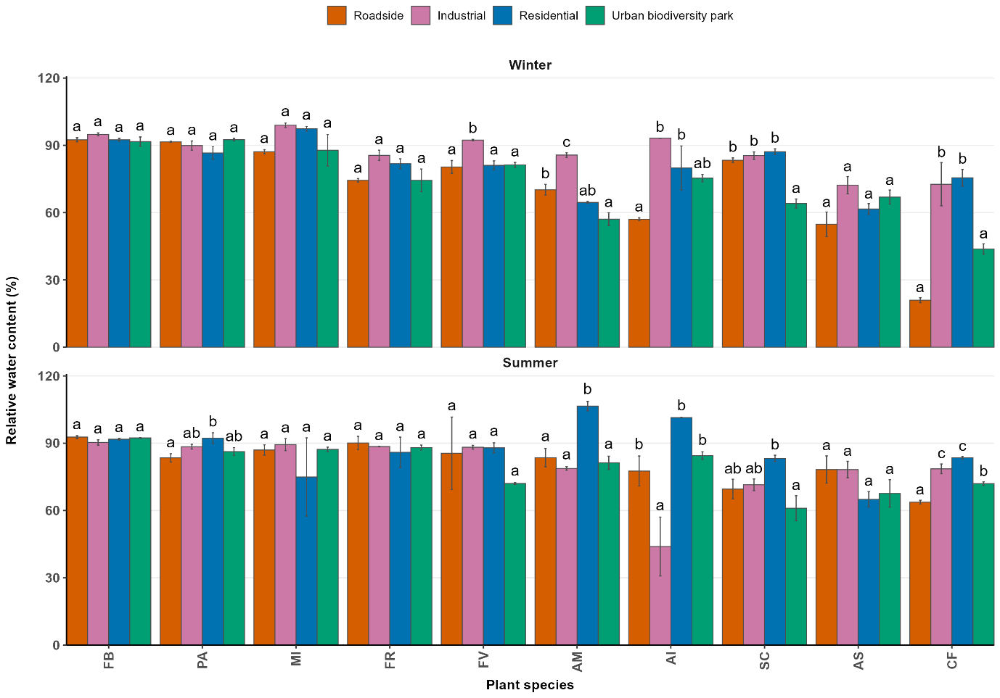 Roadside Industrial Residential Urban biodiversity park
Winter
120
90
60
30
0
a a a a a a a a a a a a a a a a a b a a b c ab a a b b ab b b b a a a a a a b b a
Summer
120
90
60
30
0
a a a a a ab b ab a a a a a a a a a a a a a a b a b a b b ab ab b a a a a a a c c b
FB PA MI FR FV AM AI SC AS CF
Plant species
Relative water content (%)